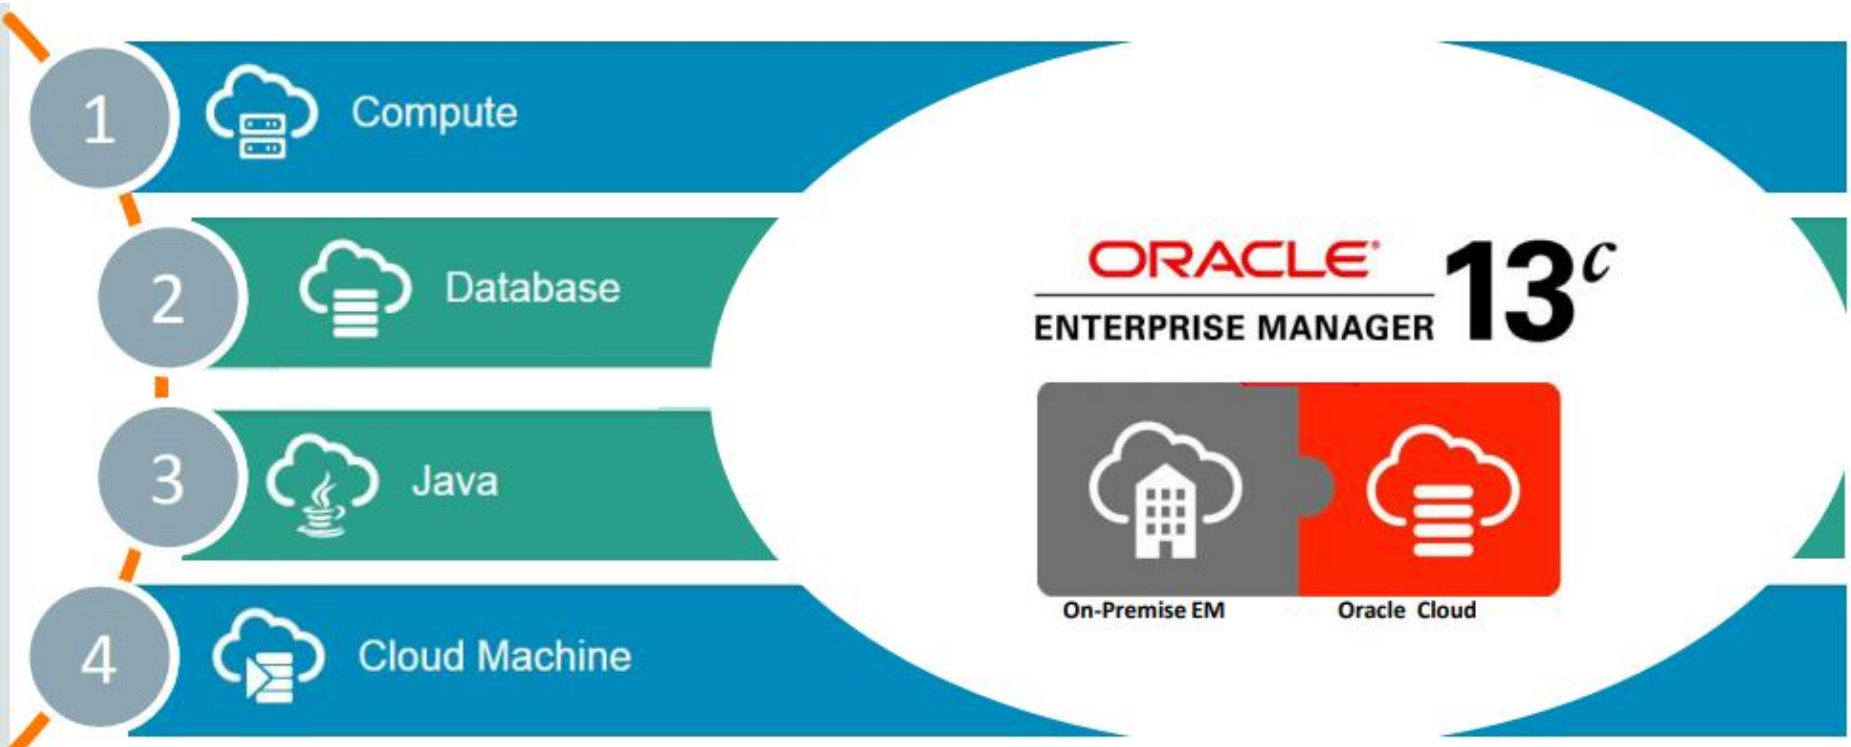 1
Compute
2
Database
3
Java
4
Cloud Machine
ORACLE®
ENTERPRISE MANAGER 13c
On-Premise EM
Oracle Cloud